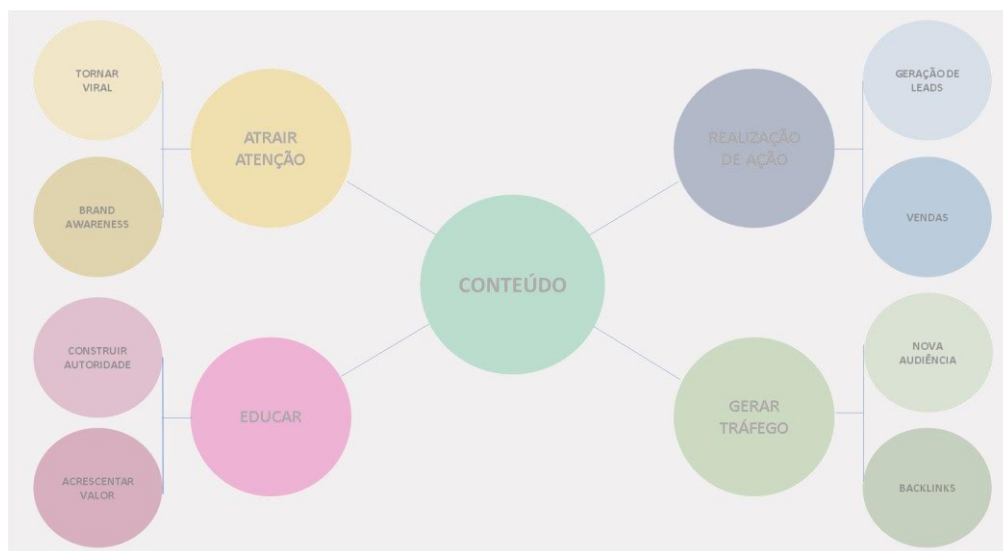 TORNAR
VIRAL
ATRAIR
ATENÇÃO
BRAND
AWARENESS
REALIZAÇÃO
DE AÇÃO
GERAÇÃO DE
LEADS
VENDAS
CONTEÚDO
CONSTRUIR
AUTORIDADE
EDUCAR
ACRESCENTAR
VALOR
GERAR
TRÁFEGO
NOVA
AUDIÊNCIA
BACKLINKS